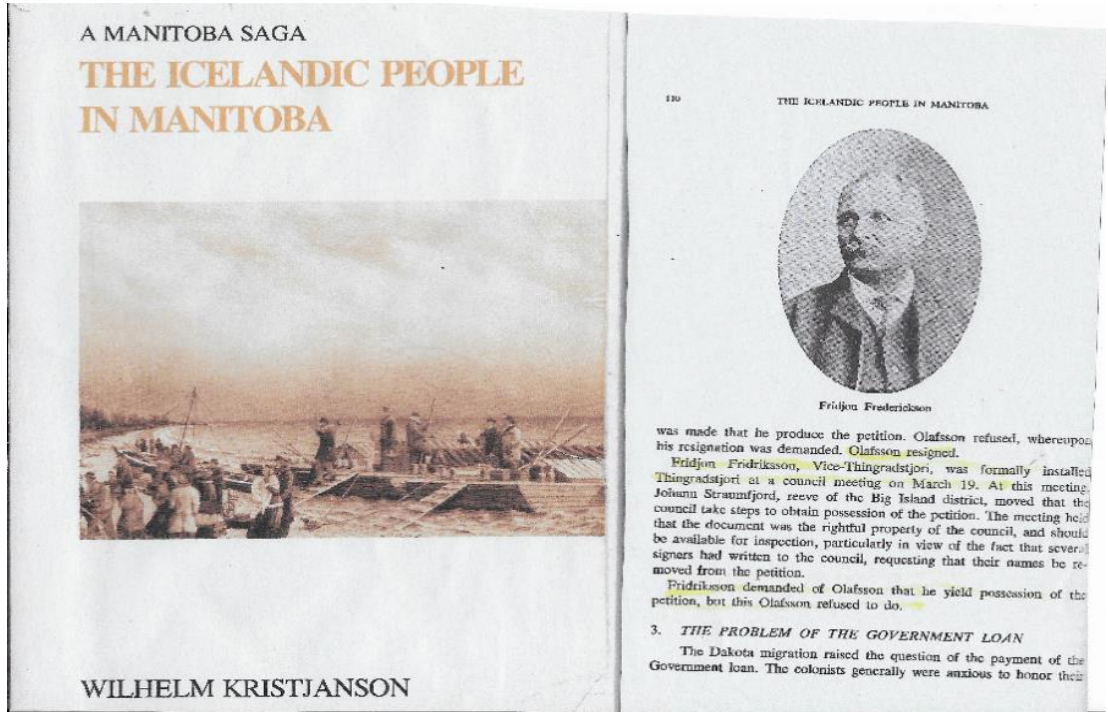 A MANITOBA SAGA
THE ICELANDIC PEOPLE
IN MANITOBA
WILHELM KRISTJANSON
110 THE ICELANDIC PEOPLE IN MANITOBA
Fridjon Frederickson
was made that he produce the petition. Olafsson refused, whereupon
his resignation was demanded. Olafsson resigned.
Fridjon Fridriksson, Vice-Thingradstjori, was formally installed
Thingradstjori at a council meeting on March 19. At this meeting,
Johann Straumfjord, reeve of the Big Island district, moved that the
council take steps to obtain possession of the petition. The meeting held
that the document was the rightful property of the council, and should
be available for inspection, particularly in view of the fact that several
signers had written to the council, requesting that their names be re-
moved from the petition.
Fridriksson demanded of Olafsson that he yield possession of the
petition, but this Olafsson refused to do.
3. THE PROBLEM OF THE GOVERNMENT LOAN
The Dakota migration raised the question of the payment of the
Government loan. The colonists generally were anxious to honor their